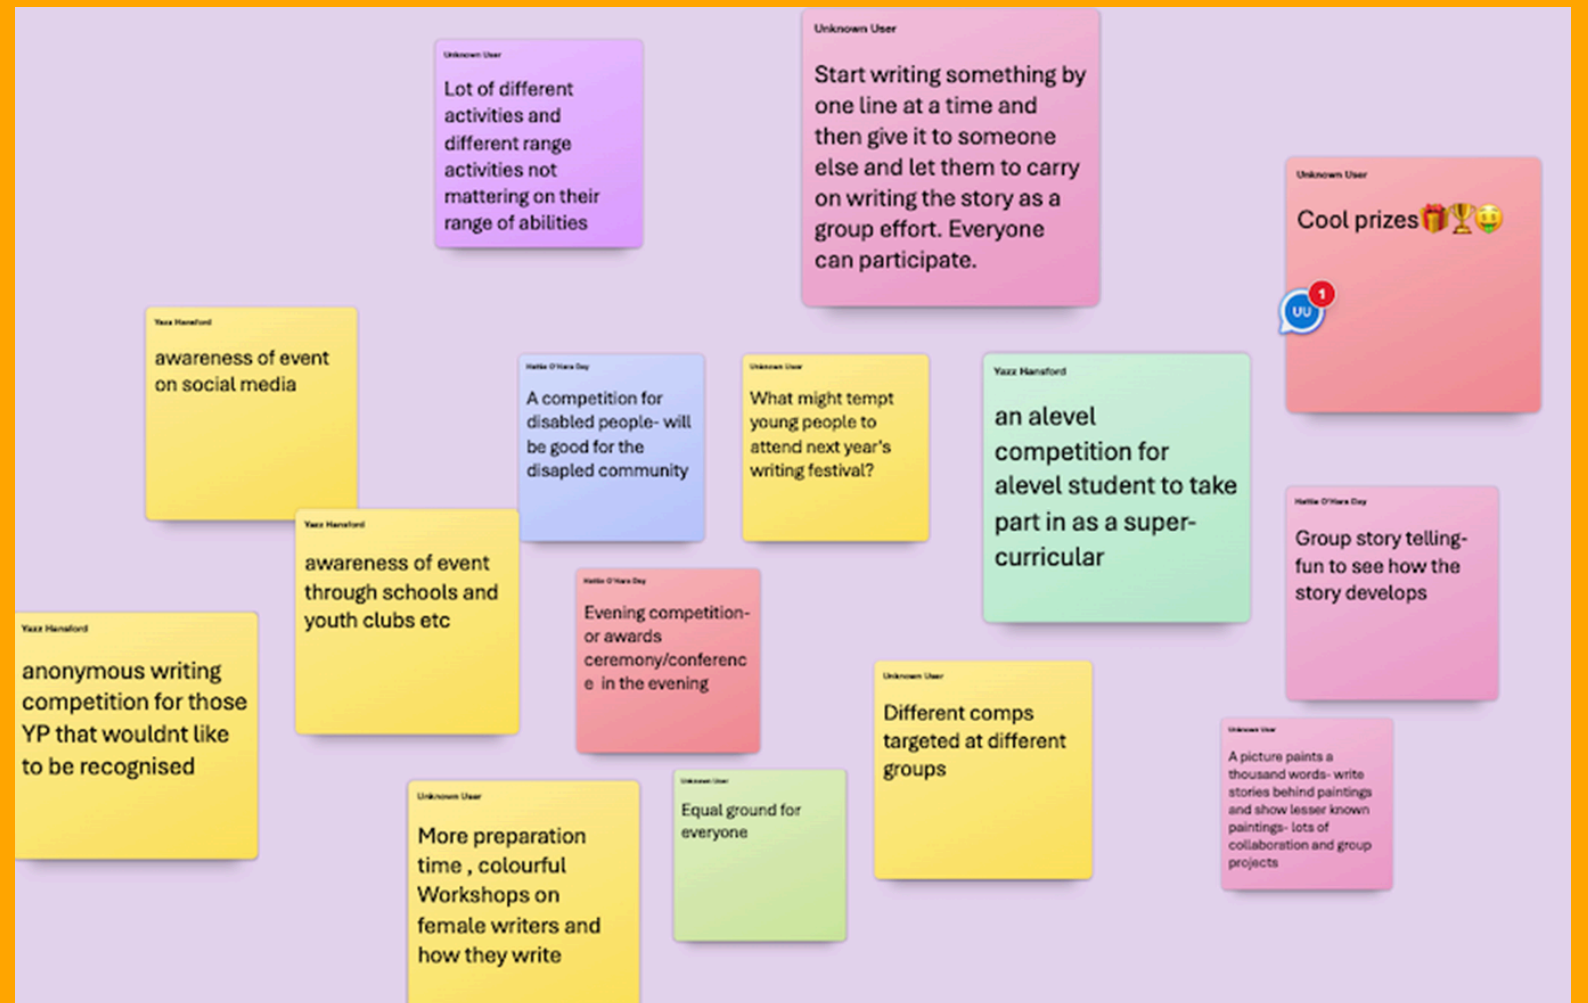 Unknown User
Lot of different
activities and
different range
activities not
mattering on their
range of abilities
Unknown User
Start writing something by
one line at a time and
then give it to someone
else and let them to carry
on writing the story as a
group effort. Everyone
can participate.
Unknown User
Cool prizes🎁🏆🤑
UU
1
Yazz Hansford
awareness of event
on social media
Hattie O'Hara Day
A competition for
disabled people- will
be good for the
disapled community
Unknown User
What might tempt
young people to
attend next year's
writing festival?
Yazz Hansford
an alevel
competition for
alevel student to take
part in as a super-
curricular
Hattie O'Hara Day
Group story telling-
fun to see how the
story develops
Yazz Hansford
awareness of event
through schools and
youth clubs etc
Hattie O'Hara Day
Evening competition-
or awards
ceremony/conferenc
e in the evening
Yazz Hansford
anonymous writing
competition for those
YP that wouldnt like
to be recognised
Unknown User
Different comps
targeted at different
groups
Unknown User
A picture paints a
thousand words- write
stories behind paintings
and show lesser known
paintings- lots of
collaboration and group
projects
Unknown User
More preparation
time , colourful
Workshops on
female writers and
how they write
Unknown User
Equal ground for
everyone